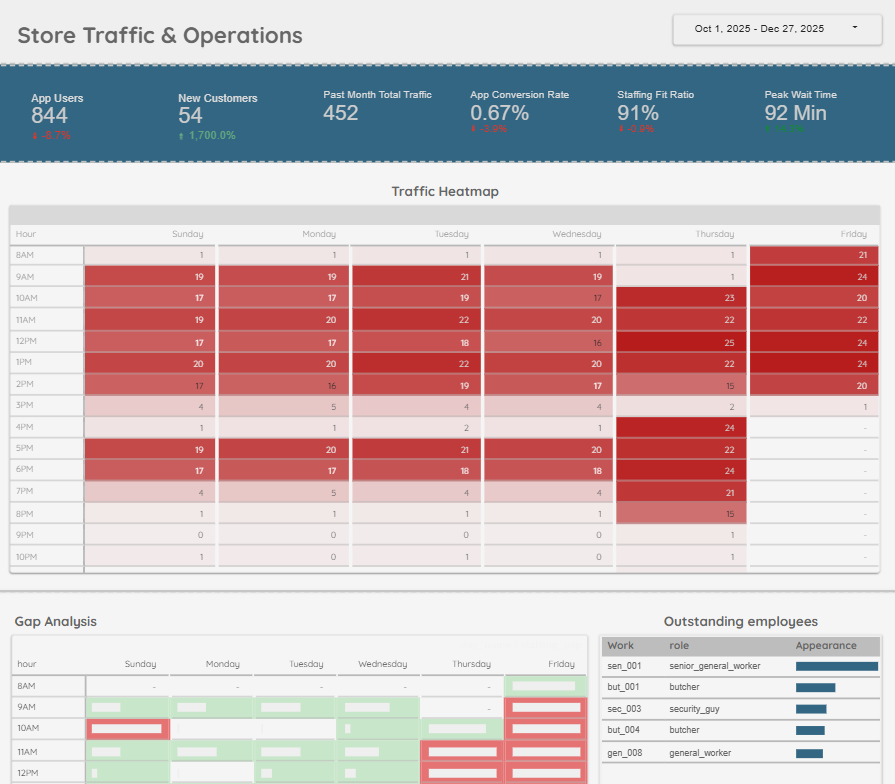 Store Traffic & Operations
Oct 1, 2025 - Dec 27, 2025
App Users
844
-8.7%
New Customers
54
1,700.0%
Past Month Total Traffic
452
App Conversion Rate
0.67%
Staffing Fit Ratio
91%
Peak Wait Time
92 Min
Traffic Heatmap
Hour Sunday Monday Tuesday Wednesday Thursday Friday
8AM 1 1 1 1 1 21
9AM 19 19 21 19 1 24
10AM 17 17 19 17 23 20
11AM 19 20 22 20 22 22
12PM 17 17 18 16 25 24
1PM 20 20 22 20 22 24
2PM 17 16 19 17 15 20
3PM 4 5 4 4 2 1
4PM 1 1 2 1 24 -
5PM 19 20 21 20 22 -
6PM 17 17 18 18 24 -
7PM 4 5 4 4 21 -
8PM 1 1 1 1 15 -
9PM 0 0 0 0 1 -
10PM 1 0 1 0 1 -
Gap Analysis
hour Sunday Monday Tuesday Wednesday Thursday Friday
8AM - - - - -
9AM -
10AM
11AM
12PM
Outstanding employees
Work role Appearance
sen_001 senior_general_worker
but_001 butcher
sec_003 security_guy
but_004 butcher
gen_008 general_worker